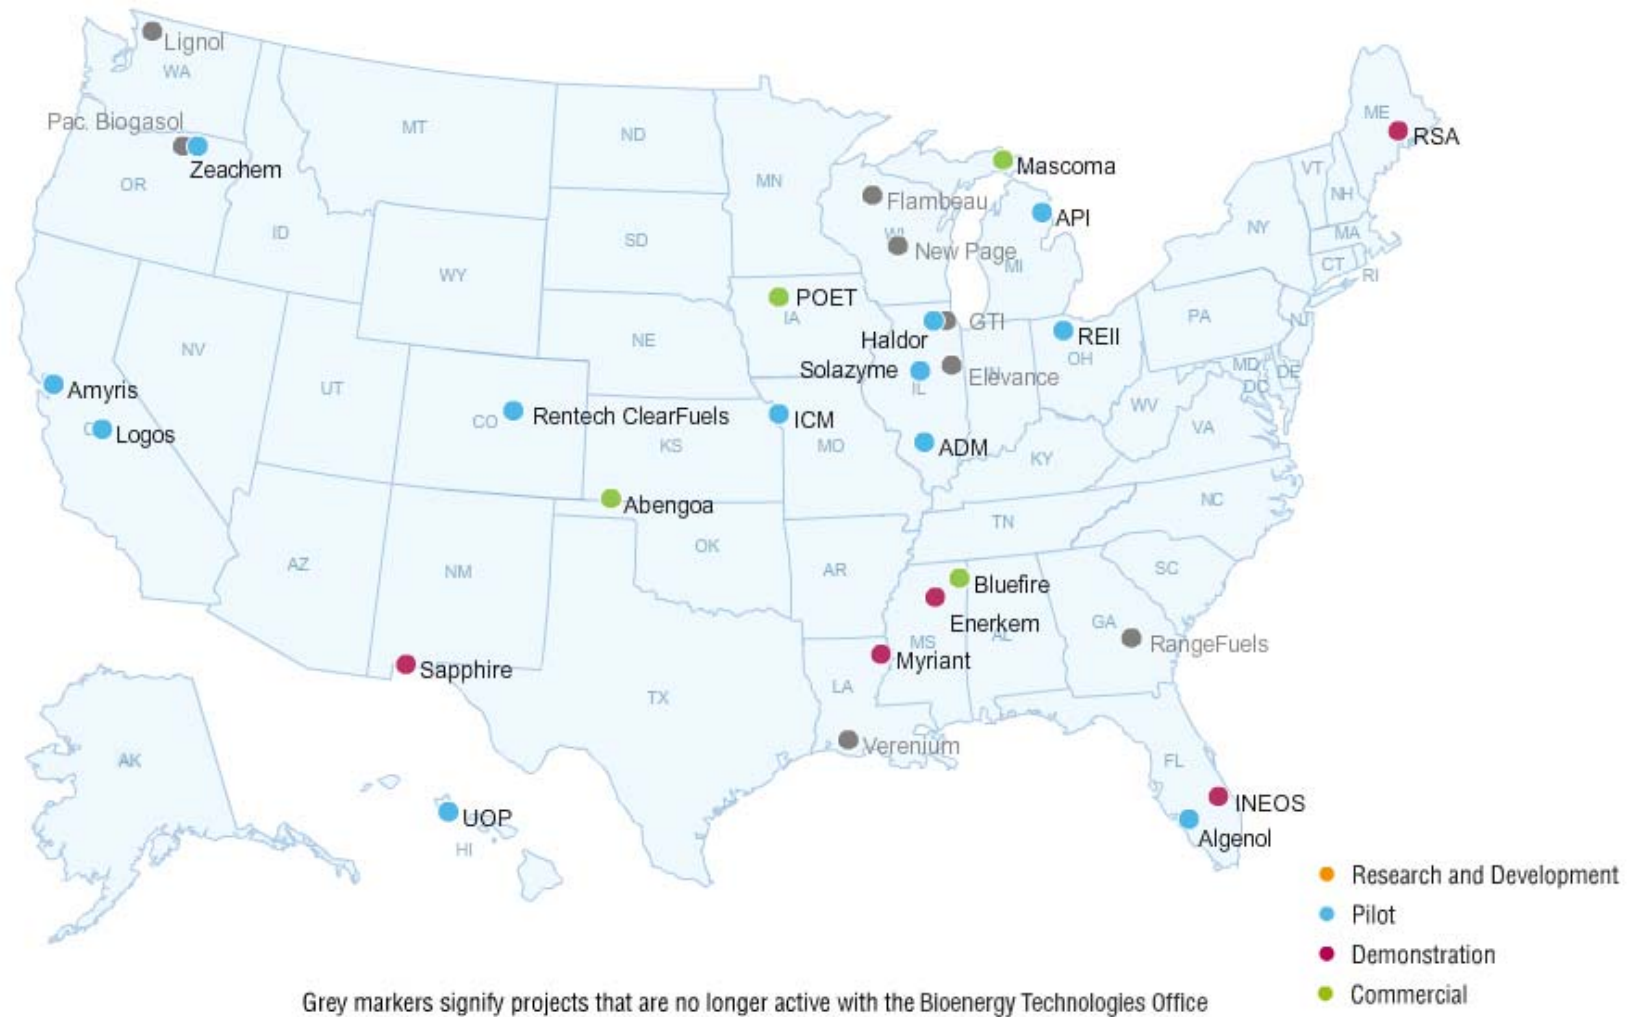 Lignol
WA
Pac. Biogasol
Zeachem
OR
MT
ND
MN
ID
SD
WY
Mascoma
Flambeau
WI
New Page
API
MI
ME
RSA
VT
NH
NY
MA
CT
RI
POET
IA
NE
NV
UT
Haldor
GTI
Solazyme
IL
Elevance
IN
REII
OH
PA
NJ
MD
DE
DC
WV
VA
Amyris
Logos
CO
Rentech ClearFuels
KS
ICM
MO
ADM
KY
Abengoa
OK
TN
NC
AZ
NM
AR
SC
Bluefire
Enerkem
MS
AL
GA
RangeFuels
Sapphire
Myriant
TX
LA
Verenium
AK
FL
UOP
HI
INEOS
Algenol
Research and Development
Pilot
Demonstration
Commercial
Grey markers signify projects that are no longer active with the Bioenergy Technologies Office